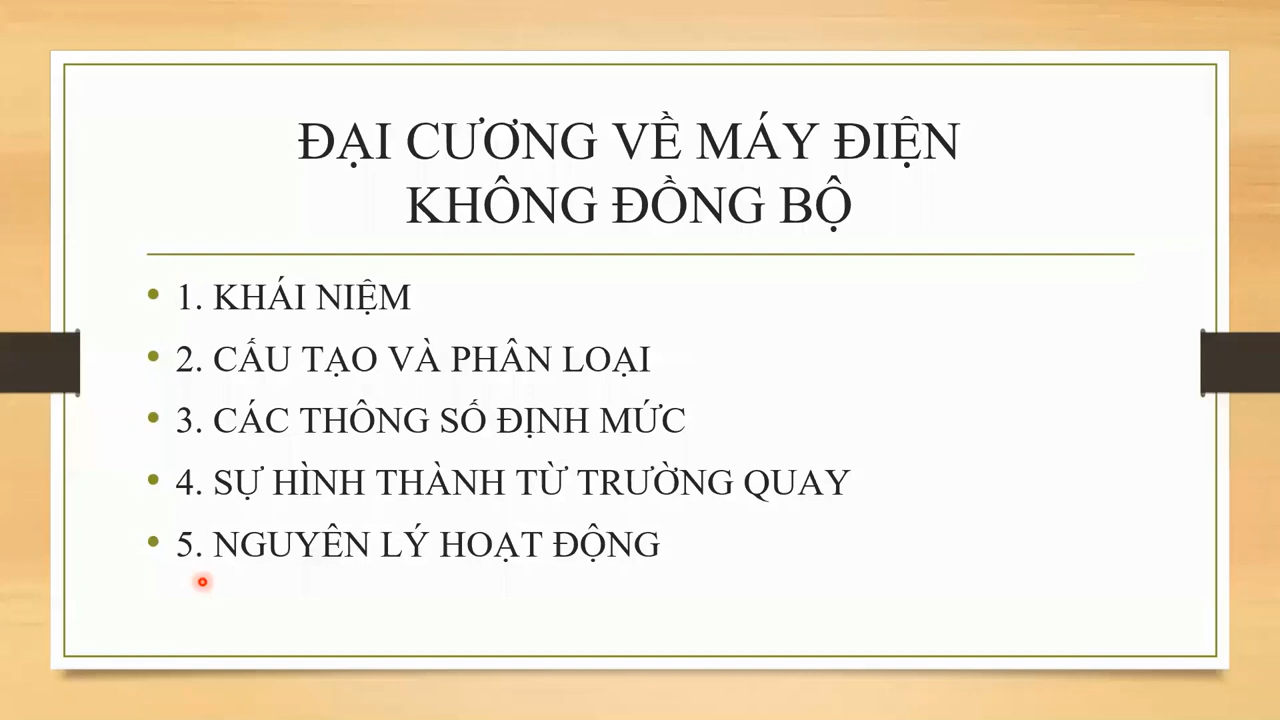 ĐẠI CƯƠNG VỀ MÁY ĐIỆN
KHÔNG ĐỒNG BỘ
• 1. KHÁI NIỆM
• 2. CẤU TẠO VÀ PHÂN LOẠI
• 3. CÁC THÔNG SỐ ĐỊNH MỨC
• 4. SỰ HÌNH THÀNH TỪ TRƯỜNG QUAY
• 5. NGUYÊN LÝ HOẠT ĐỘNG